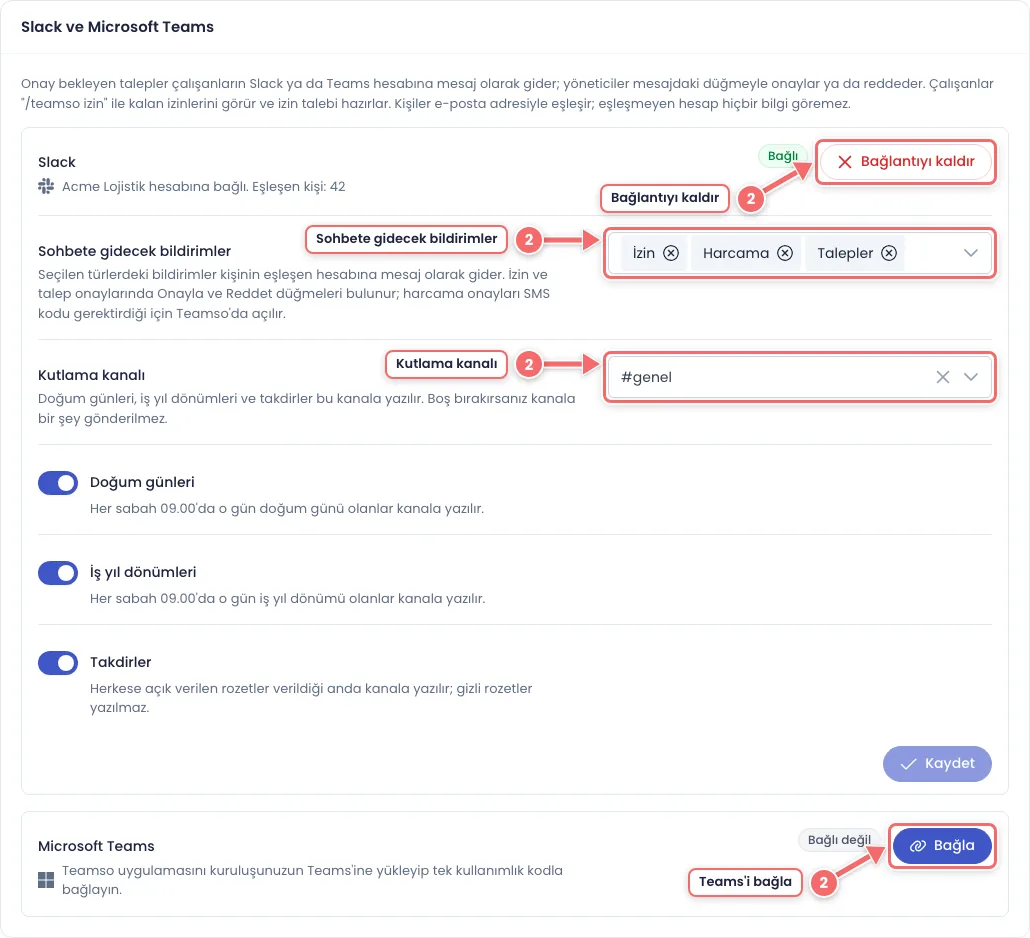 Slack ve Microsoft Teams
Onay bekleyen talepler çalışanların Slack ya da Teams hesabına mesaj olarak gider; yöneticiler mesajdaki düğmeyle onaylar ya da reddeder. Çalışanlar
"/teamso izin" ile kalan izinlerini görür ve izin talebi hazırlar. Kişiler e-posta adresiyle eşleşir; eşleşmeyen hesap hiçbir bilgi göremez.
Slack
Bağlı
Bağlantıyı kaldır
Acme Lojistik hesabına bağlı. Eşleşen kişi: 42
Bağlantıyı kaldır
2
Sohbete gidecek bildirimler
2
Sohbete gidecek bildirimler
İzin
Harcama
Talepler
Seçilen türlerdeki bildirimler kişinin eşleşen hesabına mesaj olarak gider. İzin ve
talep onaylarında Onayla ve Reddet düğmeleri bulunur; harcama onayları SMS
kodu gerektirdiği için Teamso'da açılır.
Kutlama kanalı
2
Kutlama kanalı
#genel
Doğum günleri, iş yıl dönümleri ve takdirler bu kanala yazılır. Boş bırakırsanız kanala
bir şey gönderilmez.
Doğum günleri
Her sabah 09.00'da o gün doğum günü olanlar kanala yazılır.
İş yıl dönümleri
Her sabah 09.00'da o gün iş yıl dönümü olanlar kanala yazılır.
Takdirler
Herkese açık verilen rozetler verildiği anda kanala yazılır; gizli rozetler
yazılmaz.
Kaydet
Microsoft Teams
Bağlı değil
Bağla
Teamso uygulamasını kuruluşunuzun Teams'ine yükleyip tek kullanımlık kodla
bağlayın.
Teams'i bağla
2